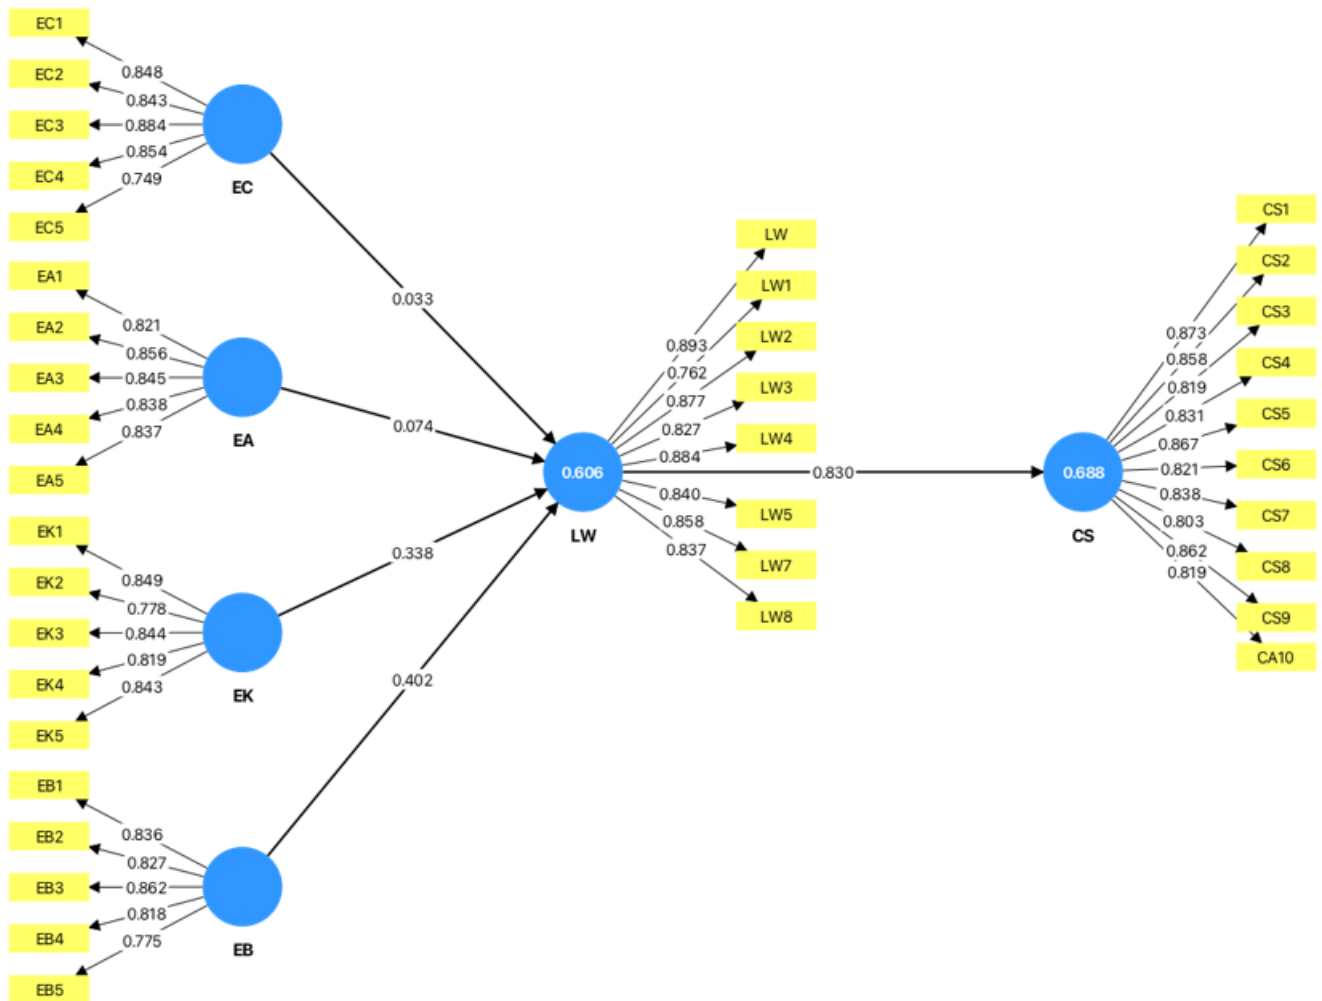 EC1
0.848
EC2
0.843
EC3
0.884
EC4
0.854
EC5
0.749
EC
EA1
0.821
EA2
0.856
EA3
0.845
EA4
0.838
EA5
0.837
EA
EK1
0.849
EK2
0.778
EK3
0.844
EK4
0.819
EK5
0.843
EK
EB1
0.836
EB2
0.827
EB3
0.862
EB4
0.818
EB5
0.775
EB
0.033
0.074
0.338
0.402
0.606
LW
LW
0.893
LW1
0.762
LW2
0.877
LW3
0.827
LW4
0.884
LW5
0.840
LW7
0.858
LW8
0.837
0.830
0.688
CS
CS1
0.873
CS2
0.858
CS3
0.819
CS4
0.831
CS5
0.867
CS6
0.821
CS7
0.838
CS8
0.803
CS9
0.862
CA10
0.819